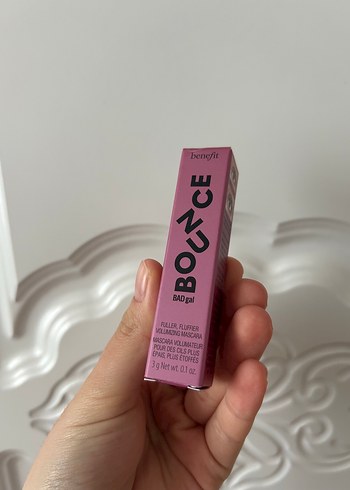 benefit
BOUNCE
BAD gal
FULLER, FLUFFIER
VOLUMIZING MASCARA
MASCARA VOLUMATEUR
POUR DES CILS PLUS
ÉPAIS, PLUS ÉTOFFÉS
3 g Net wt. 0.1 oz.